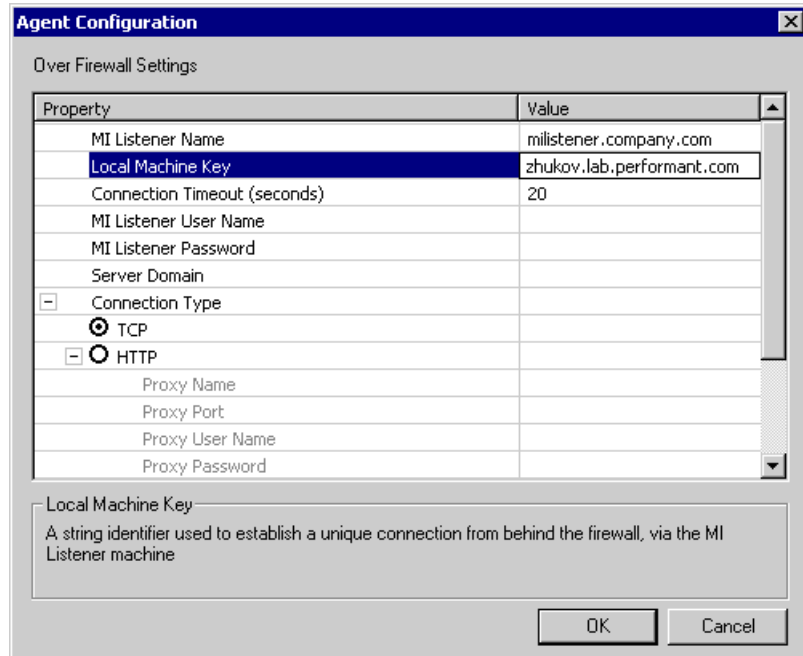 Agent Configuration
Over Firewall Settings
Property Value
MI Listener Name milistener.company.com
Local Machine Key zhukov.lab.performant.com
Connection Timeout (seconds) 20
MI Listener User Name
MI Listener Password
Server Domain
Connection Type
TCP
HTTP
Proxy Name
Proxy Port
Proxy User Name
Proxy Password
Local Machine Key
A string identifier used to establish a unique connection from behind the firewall, via the MI
Listener machine
OK Cancel